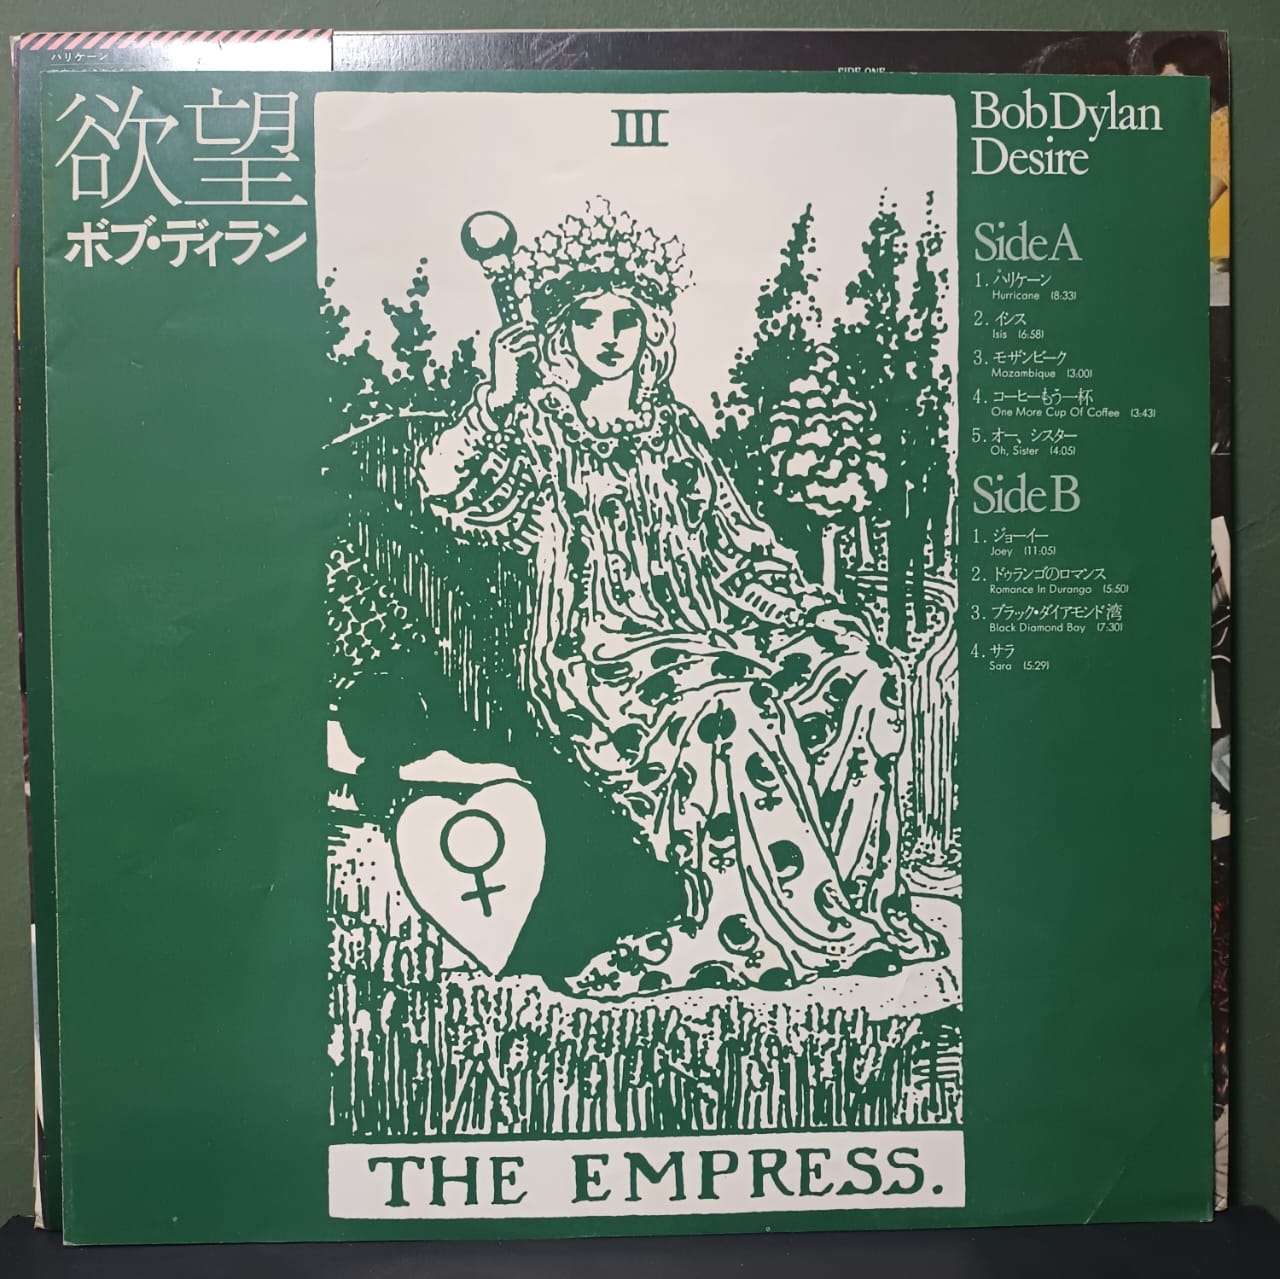 ハリケーン
SIDE ONE
欲望
ボブ・ディラン
III
THE EMPRESS.
Bob Dylan
Desire
Side A
1. ハリケーン
Hurricane (8:33)
2. イシス
Isis (6:58)
3. モザンビーク
Mozambique (3:00)
4. コーヒーもう一杯
One More Cup Of Coffee (3:43)
5. オー、シスター
Oh, Sister (4:05)
Side B
1. ジョーイー
Joey (11:05)
2. ドゥランゴのロマンス
Romance In Durango (5:50)
3. ブラック・ダイアモンド湾
Black Diamond Bay (7:30)
4. サラ
Sara (5:29)